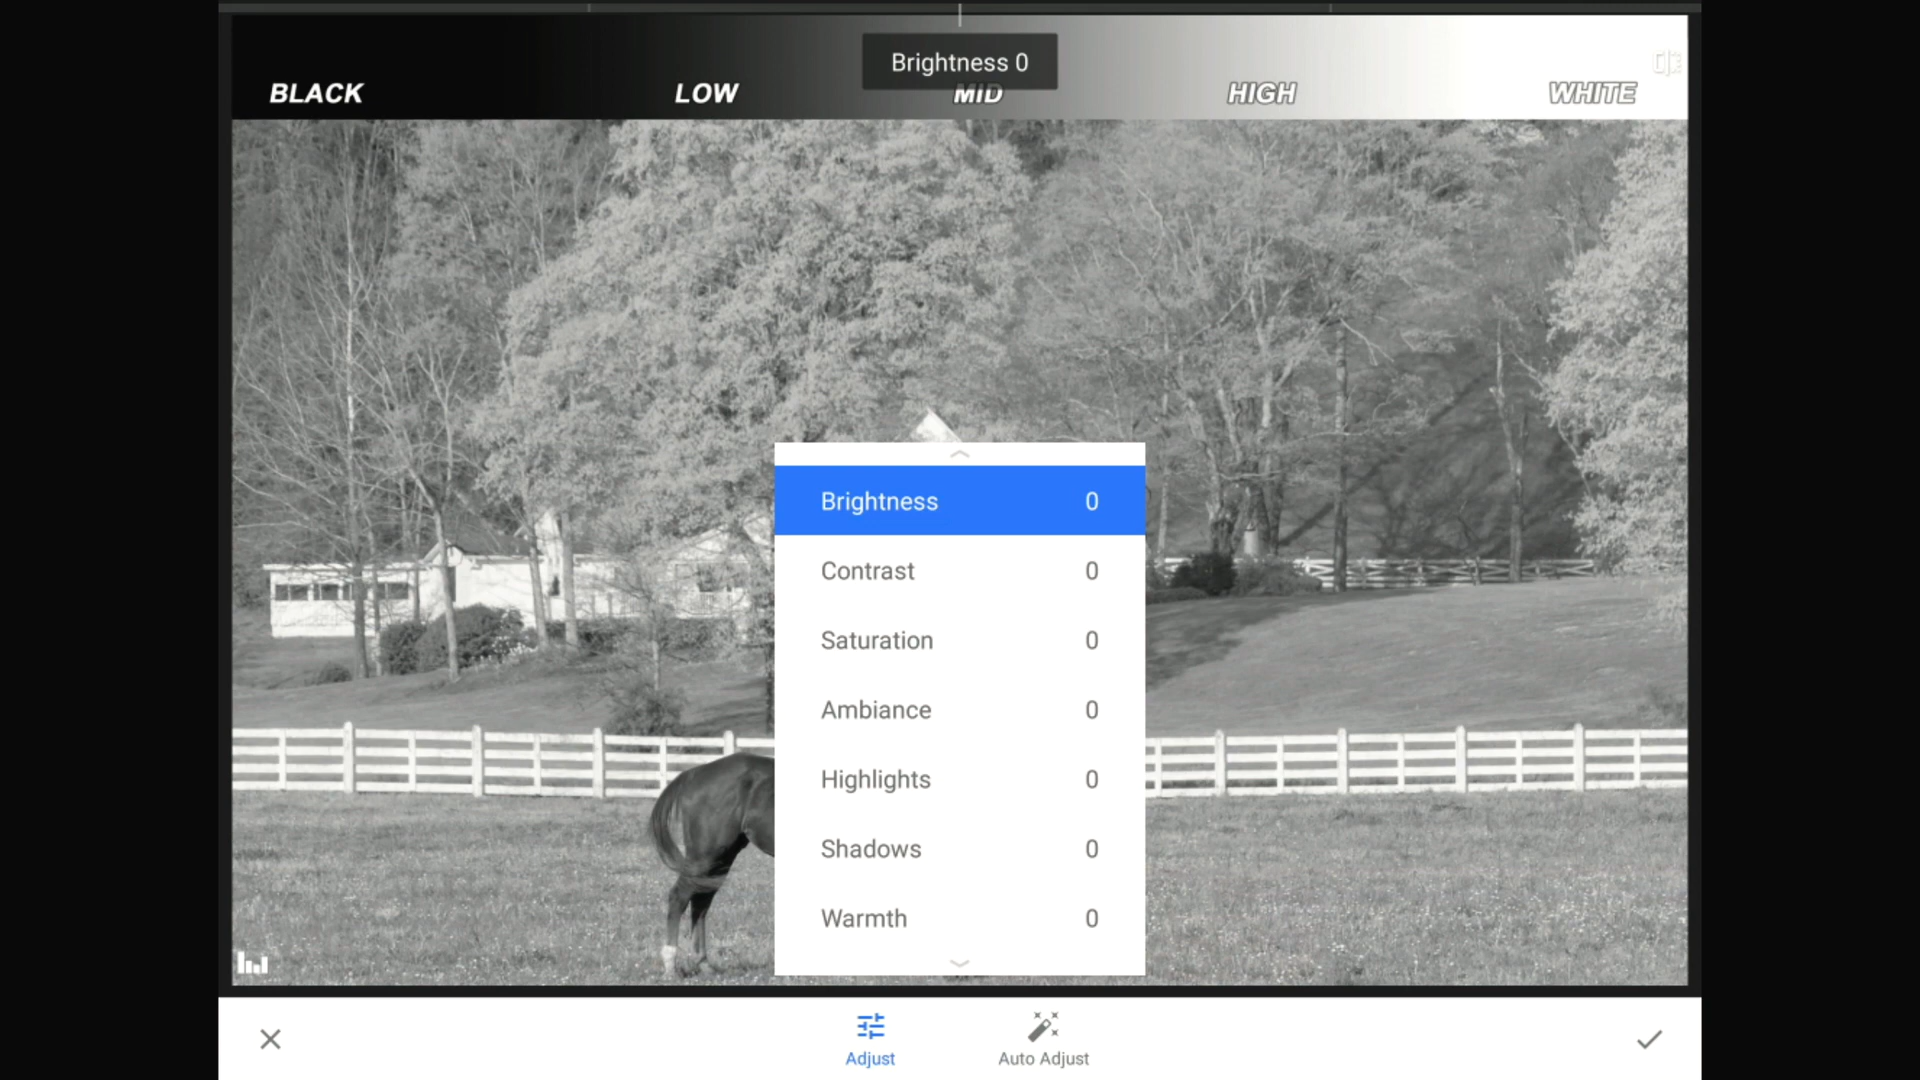 Brightness 0
BLACK LOW MID HIGH WHITE
Brightness 0
Contrast 0
Saturation 0
Ambiance 0
Highlights 0
Shadows 0
Warmth 0
Adjust Auto Adjust